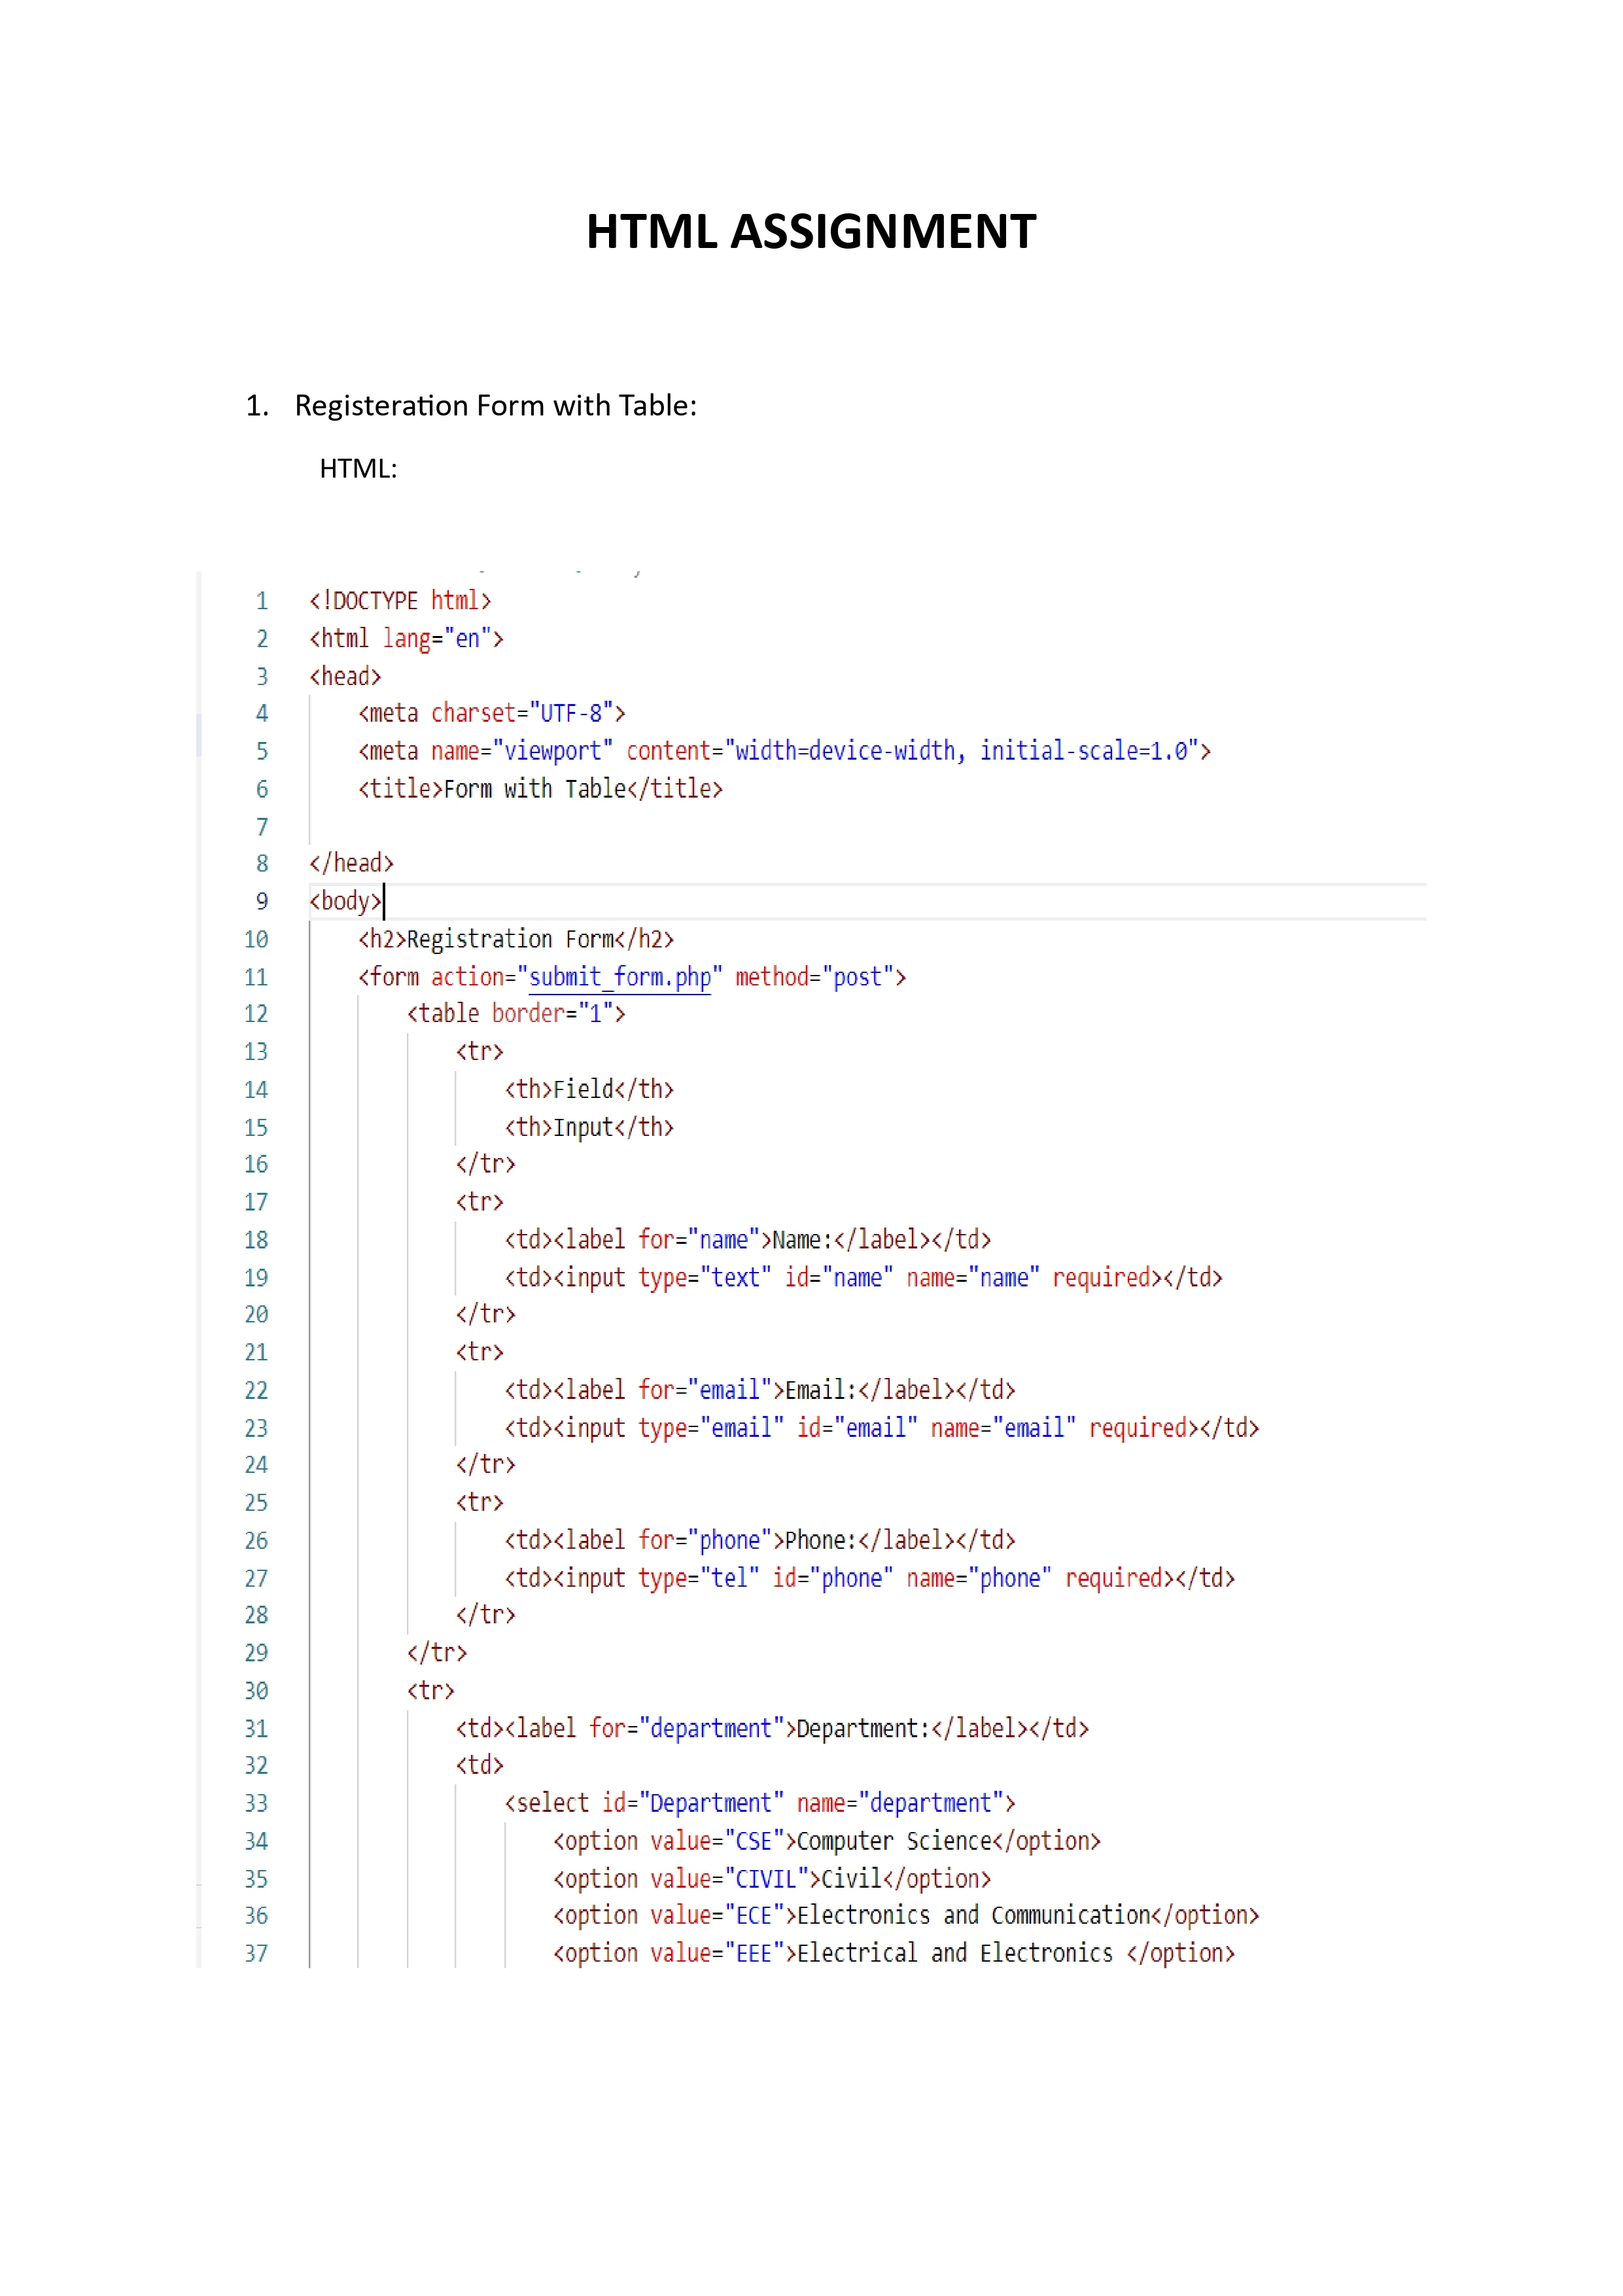 HTML ASSIGNMENT
1. Registeration Form with Table:
HTML:
1 <!DOCTYPE html>
2 <html lang="en">
3 <head>
4 <meta charset="UTF-8">
5 <meta name="viewport" content="width=device-width, initial-scale=1.0">
6 <title>Form with Table</title>
7
8 </head>
9 <body>
10 <h2>Registration Form</h2>
11 <form action="submit_form.php" method="post">
12 <table border="1">
13 <tr>
14 <th>Field</th>
15 <th>Input</th>
16 </tr>
17 <tr>
18 <td><label for="name">Name:</label></td>
19 <td><input type="text" id="name" name="name" required></td>
20 </tr>
21 <tr>
22 <td><label for="email">Email:</label></td>
23 <td><input type="email" id="email" name="email" required></td>
24 </tr>
25 <tr>
26 <td><label for="phone">Phone:</label></td>
27 <td><input type="tel" id="phone" name="phone" required></td>
28 </tr>
29 </tr>
30 <tr>
31 <td><label for="department">Department:</label></td>
32 <td>
33 <select id="Department" name="department">
34 <option value="CSE">Computer Science</option>
35 <option value="CIVIL">Civil</option>
36 <option value="ECE">Electronics and Communication</option>
37 <option value="EEE">Electrical and Electronics </option>